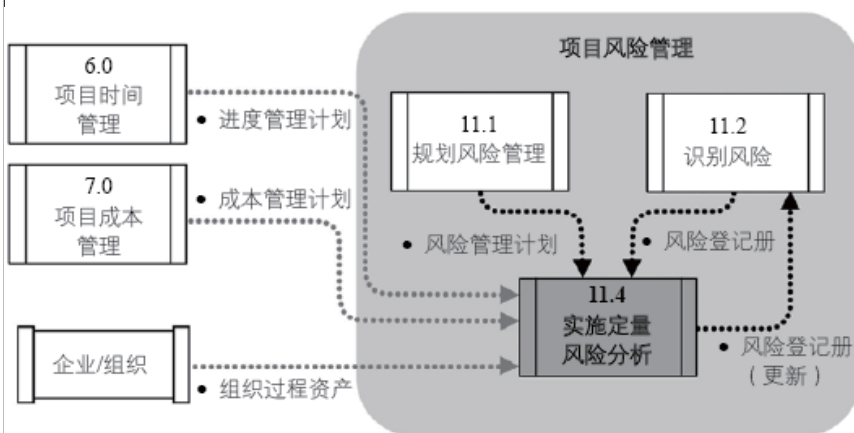 项目风险管理
6.0
项目时间
管理
● 进度管理计划
11.1
规划风险管理
11.2
识别风险
7.0
项目成本
管理
● 成本管理计划
● 风险管理计划
● 风险登记册
11.4
实施定量
风险分析
● 风险登记册
（更新）
企业/组织
● 组织过程资产